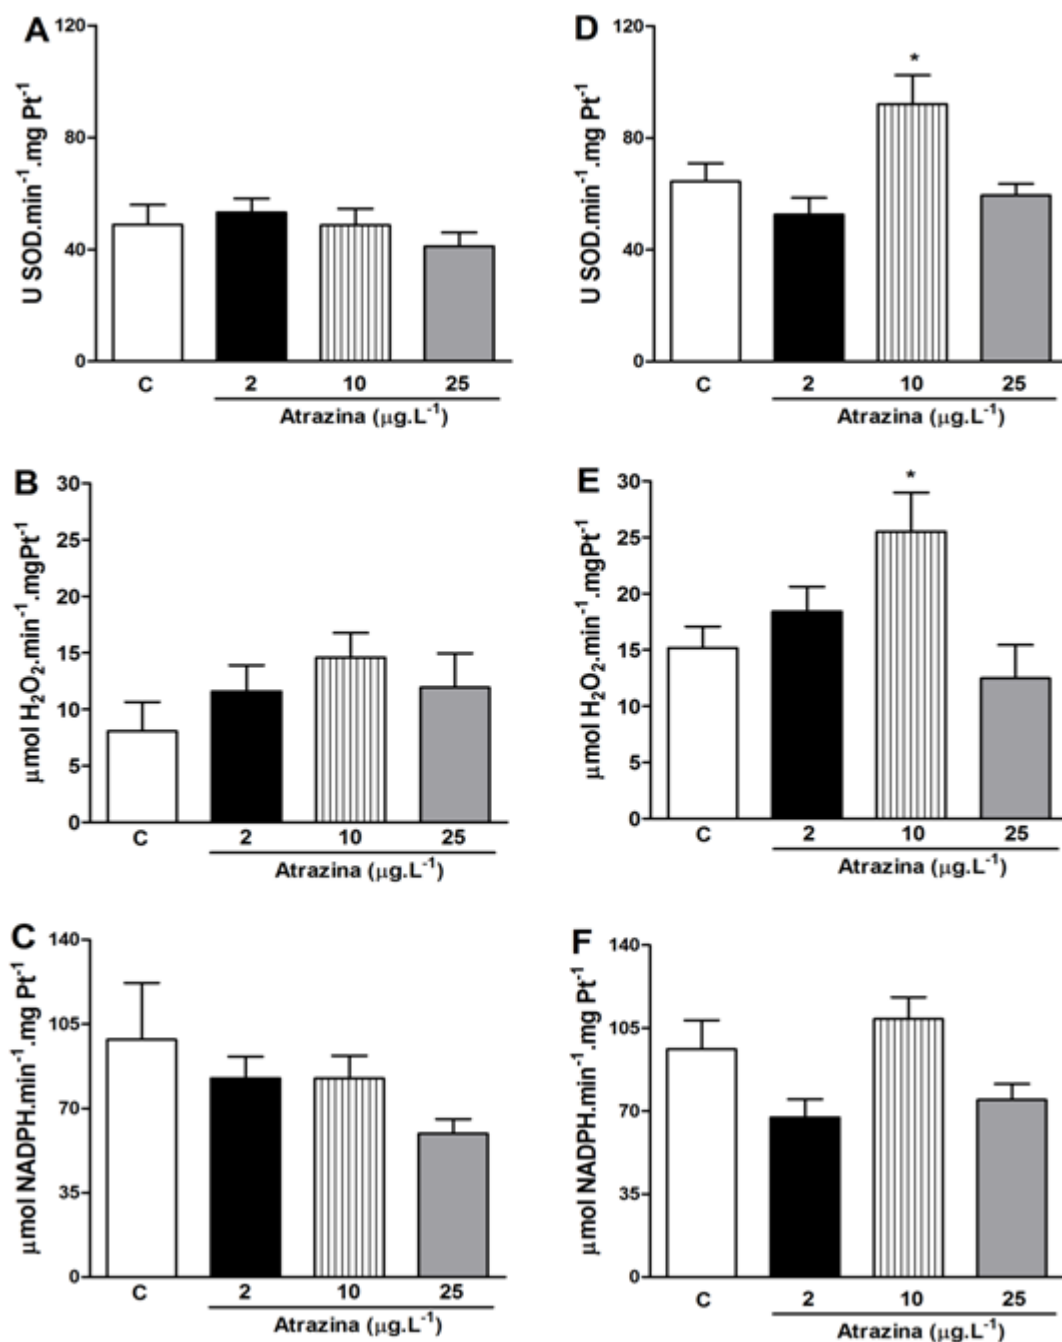 A
U SOD.min⁻¹.mg Pt⁻¹
120
80
40
0
C 2 10 25
Atrazina (µg.L⁻¹)
D
U SOD.min⁻¹.mg Pt⁻¹
120
80
40
0
*
C 2 10 25
Atrazina (µg.L⁻¹)
B
µmol H₂O₂.min⁻¹.mgPt⁻¹
30
25
20
15
10
5
0
C 2 10 25
Atrazina (µg.L⁻¹)
E
µmol H₂O₂.min⁻¹.mgPt⁻¹
30
25
20
15
10
5
0
*
C 2 10 25
Atrazina (µg.L⁻¹)
C
µmol NADPH.min⁻¹.mg Pt⁻¹
140
105
70
35
0
C 2 10 25
Atrazina (µg.L⁻¹)
F
µmol NADPH.min⁻¹.mg Pt⁻¹
140
105
70
35
0
C 2 10 25
Atrazina (µg.L⁻¹)